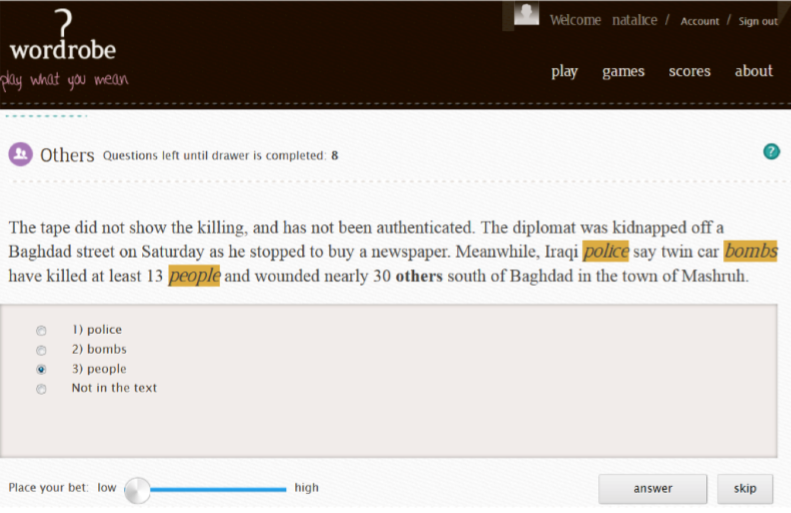 ?
Welcome natalice / Account / Sign out
wordrobe
play what you mean
play games scores about
Others Questions left until drawer is completed: 8 ?
The tape did not show the killing, and has not been authenticated. The diplomat was kidnapped off a
Baghdad street on Saturday as he stopped to buy a newspaper. Meanwhile, Iraqi police say twin car bombs
have killed at least 13 people and wounded nearly 30 others south of Baghdad in the town of Mashruh.
1) police
2) bombs
3) people
Not in the text
Place your bet: low high answer skip